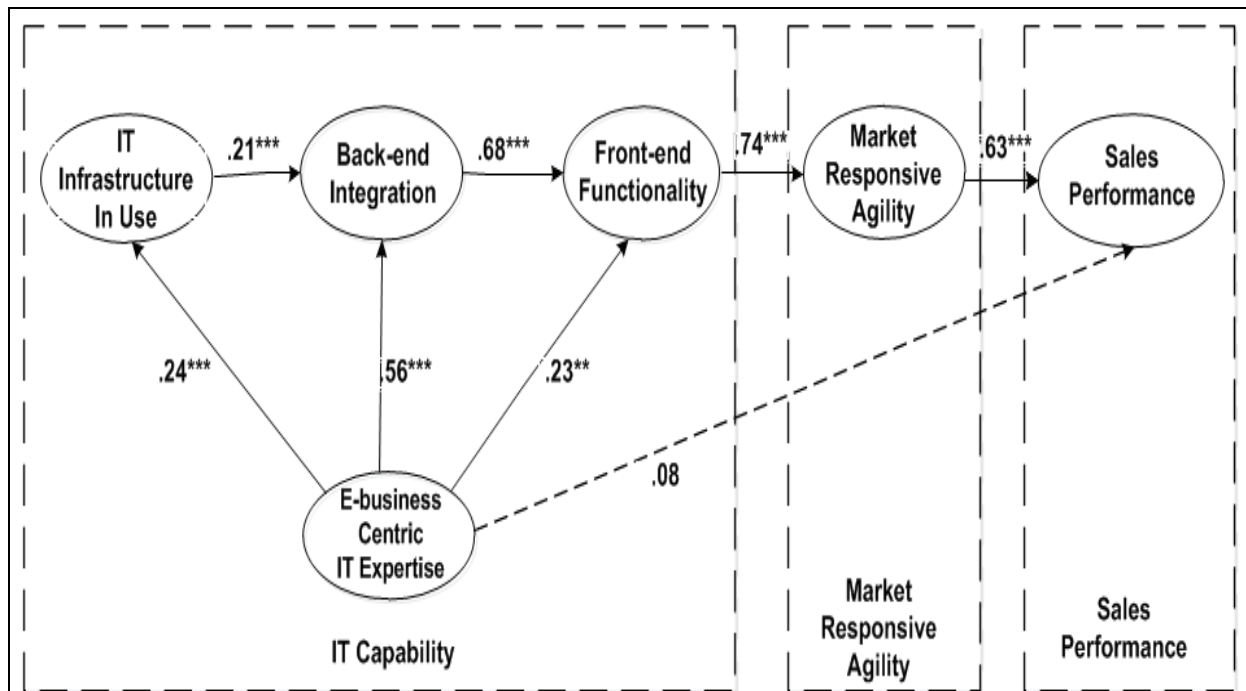 IT
Infrastructure
In Use
.21***
Back-end
Integration
.68***
Front-end
Functionality
.74***
Market
Responsive
Agility
.63***
Sales
Performance
.24***
.56***
.23**
.08
E-business
Centric
IT Expertise
IT Capability
Market
Responsive
Agility
Sales
Performance